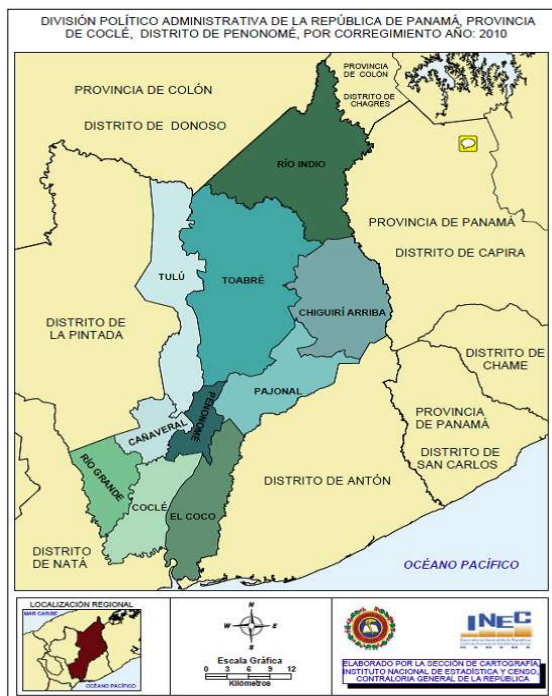 DIVISIÓN POLÍTICO ADMINISTRATIVA DE LA REPÚBLICA DE PANAMÁ, PROVINCIA
DE COCLÉ, DISTRITO DE PENONOMÉ, POR CORREGIMIENTO AÑO: 2010
PROVINCIA DE COLÓN
DISTRITO DE DONOSO
PROVINCIA
DE COLÓN
DISTRITO DE
CHAGRES
RÍO INDIO
PROVINCIA DE PANAMÁ
DISTRITO DE CAPIRA
TULÚ
TOABRÉ
CHIGUIRÍ ARRIBA
DISTRITO DE
LA PINTADA
DISTRITO DE
CHAME
PAJONAL
PENONOMÉ
CAÑAVERAL
PROVINCIA DE
PANAMÁ
DISTRITO DE
SAN CARLOS
RÍO GRANDE
COCLÉ
EL COCO
DISTRITO DE ANTÓN
DISTRITO DE
NATÁ
OCÉANO PACÍFICO
LOCALIZACIÓN REGIONAL
MAR CARIBE
OCÉANO PACÍFICO
N
W
E
S
Escala Gráfica
0 3 6 9 12
Kilómetros
INEC
ELABORADO POR LA SECCIÓN DE CARTOGRAFÍA,
INSTITUTO NACIONAL DE ESTADÍSTICA Y CENSO,
CONTRALORÍA GENERAL DE LA REPÚBLICA